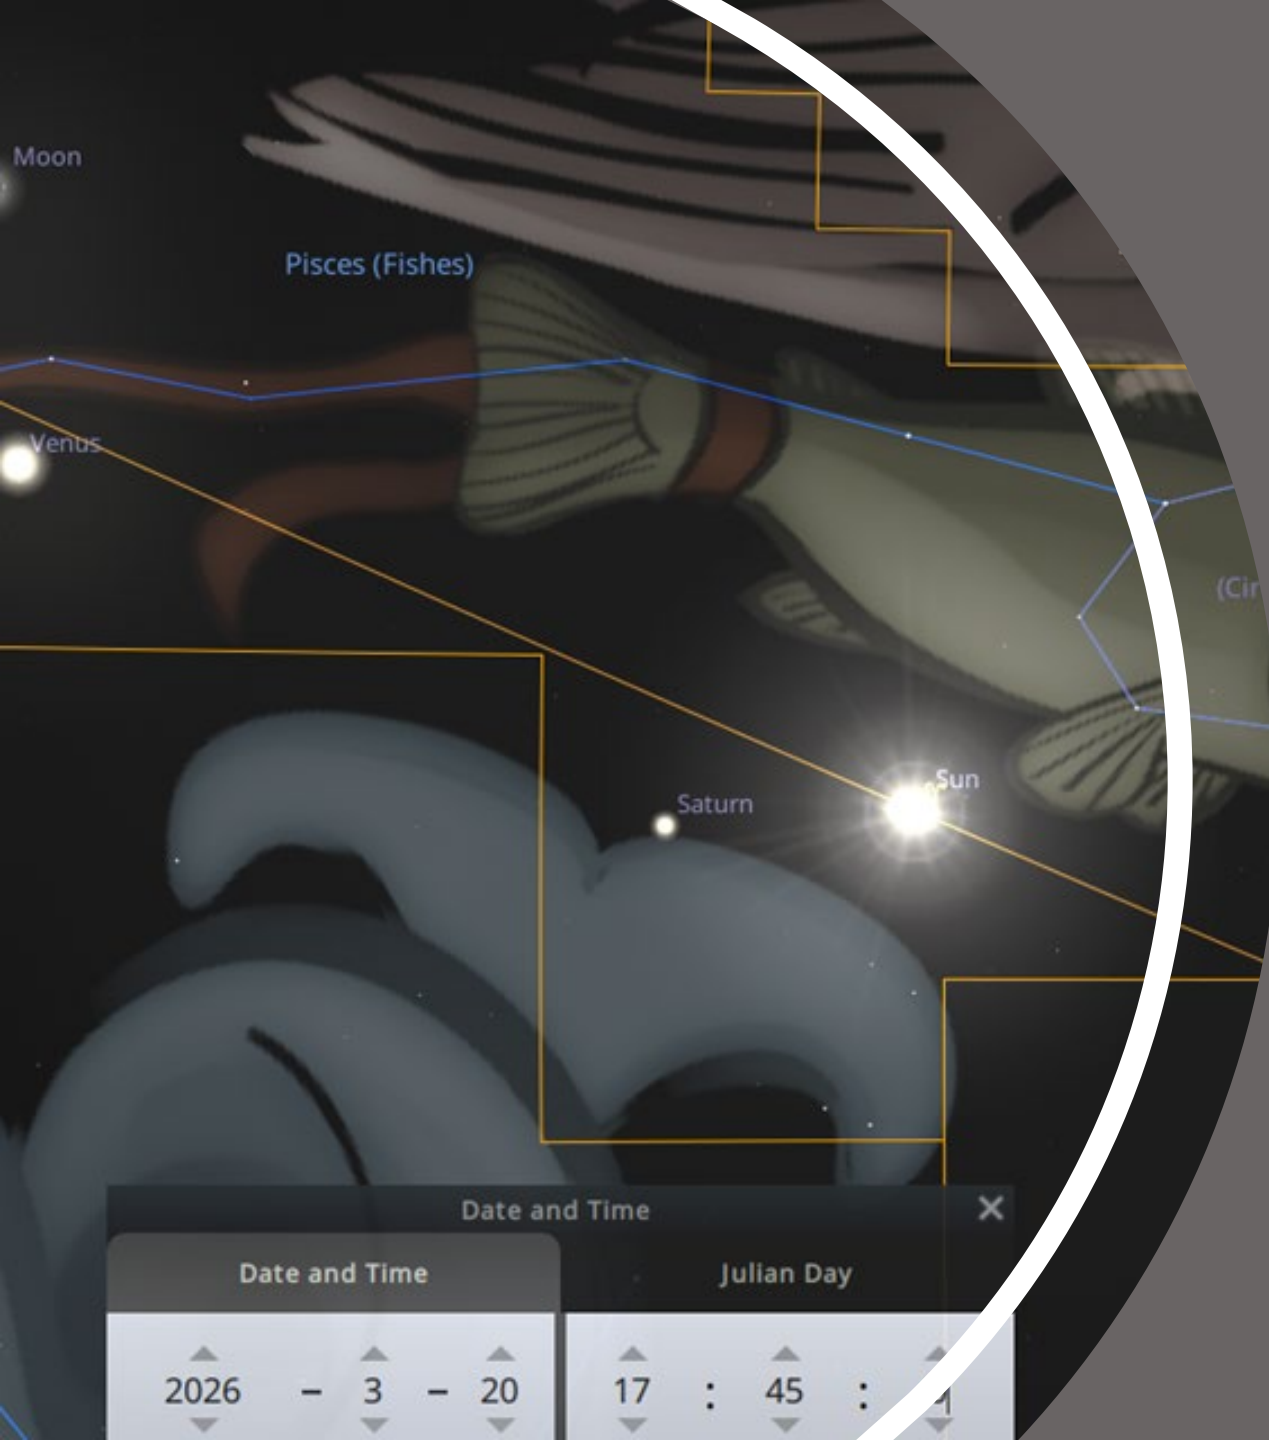 Moon
Pisces (Fishes)
Venus
(Cir
Sun
Saturn
Date and Time
Date and Time
Julian Day
2026 – 3 – 20
17 : 45 :